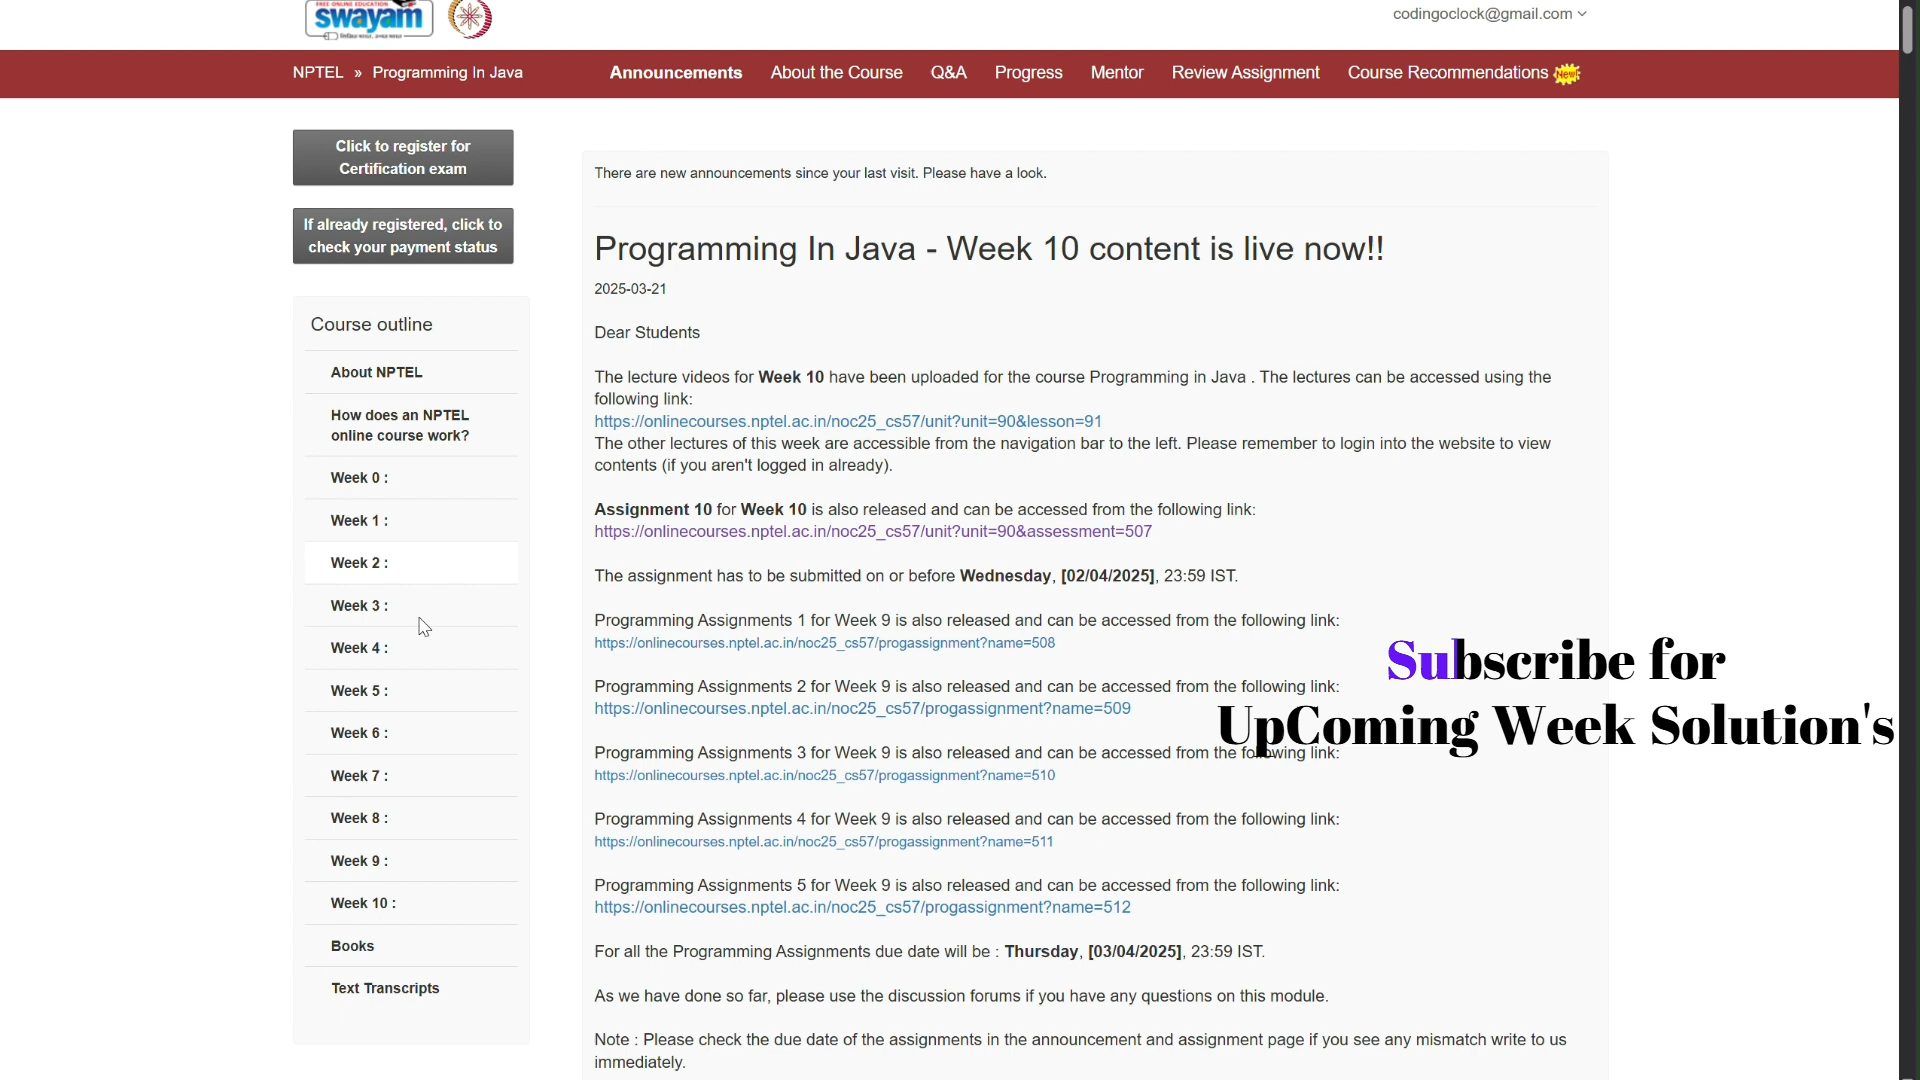 FREE ONLINE EDUCATION
swayam
codingoclock@gmail.com
NPTEL » Programming In Java
Announcements About the Course Q&A Progress Mentor Review Assignment Course Recommendations New
Click to register for
Certification exam
If already registered, click to
check your payment status
Course outline
About NPTEL
How does an NPTEL
online course work?
Week 0 :
Week 1 :
Week 2 :
Week 3 :
Week 4 :
Week 5 :
Week 6 :
Week 7 :
Week 8 :
Week 9 :
Week 10 :
Books
Text Transcripts
There are new announcements since your last visit. Please have a look.
Programming In Java - Week 10 content is live now!!
2025-03-21
Dear Students
The lecture videos for Week 10 have been uploaded for the course Programming in Java . The lectures can be accessed using the
following link:
https://onlinecourses.nptel.ac.in/noc25_cs57/unit?unit=90&lesson=91
The other lectures of this week are accessible from the navigation bar to the left. Please remember to login into the website to view
contents (if you aren't logged in already).
Assignment 10 for Week 10 is also released and can be accessed from the following link:
https://onlinecourses.nptel.ac.in/noc25_cs57/unit?unit=90&assessment=507
The assignment has to be submitted on or before Wednesday, [02/04/2025], 23:59 IST.
Programming Assignments 1 for Week 9 is also released and can be accessed from the following link:
https://onlinecourses.nptel.ac.in/noc25_cs57/progassignment?name=508
Programming Assignments 2 for Week 9 is also released and can be accessed from the following link:
https://onlinecourses.nptel.ac.in/noc25_cs57/progassignment?name=509
Programming Assignments 3 for Week 9 is also released and can be accessed from the following link:
https://onlinecourses.nptel.ac.in/noc25_cs57/progassignment?name=510
Programming Assignments 4 for Week 9 is also released and can be accessed from the following link:
https://onlinecourses.nptel.ac.in/noc25_cs57/progassignment?name=511
Programming Assignments 5 for Week 9 is also released and can be accessed from the following link:
https://onlinecourses.nptel.ac.in/noc25_cs57/progassignment?name=512
For all the Programming Assignments due date will be : Thursday, [03/04/2025], 23:59 IST.
As we have done so far, please use the discussion forums if you have any questions on this module.
Note : Please check the due date of the assignments in the announcement and assignment page if you see any mismatch write to us
immediately.
Subscribe for
UpComing Week Solution's